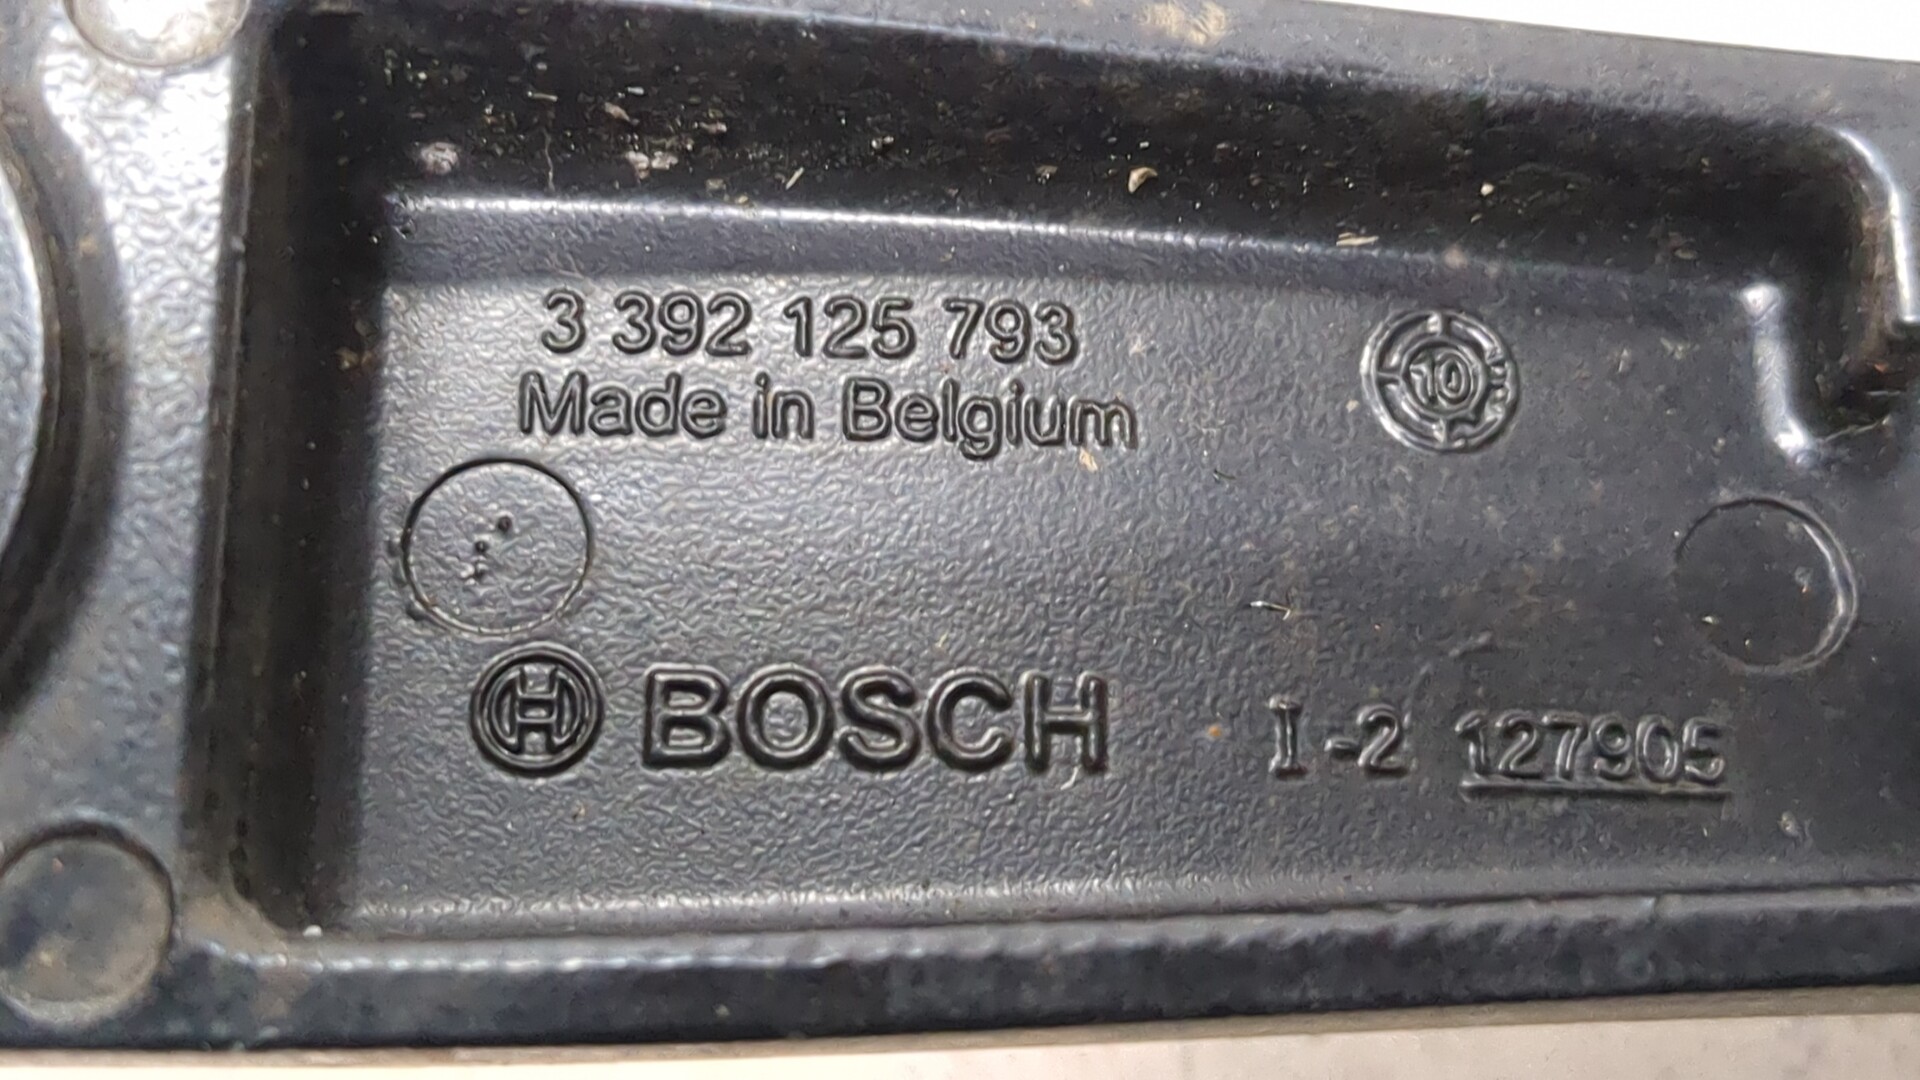 3 392 125 793
Made in Belgium
10
BOSCH
I-2 127905